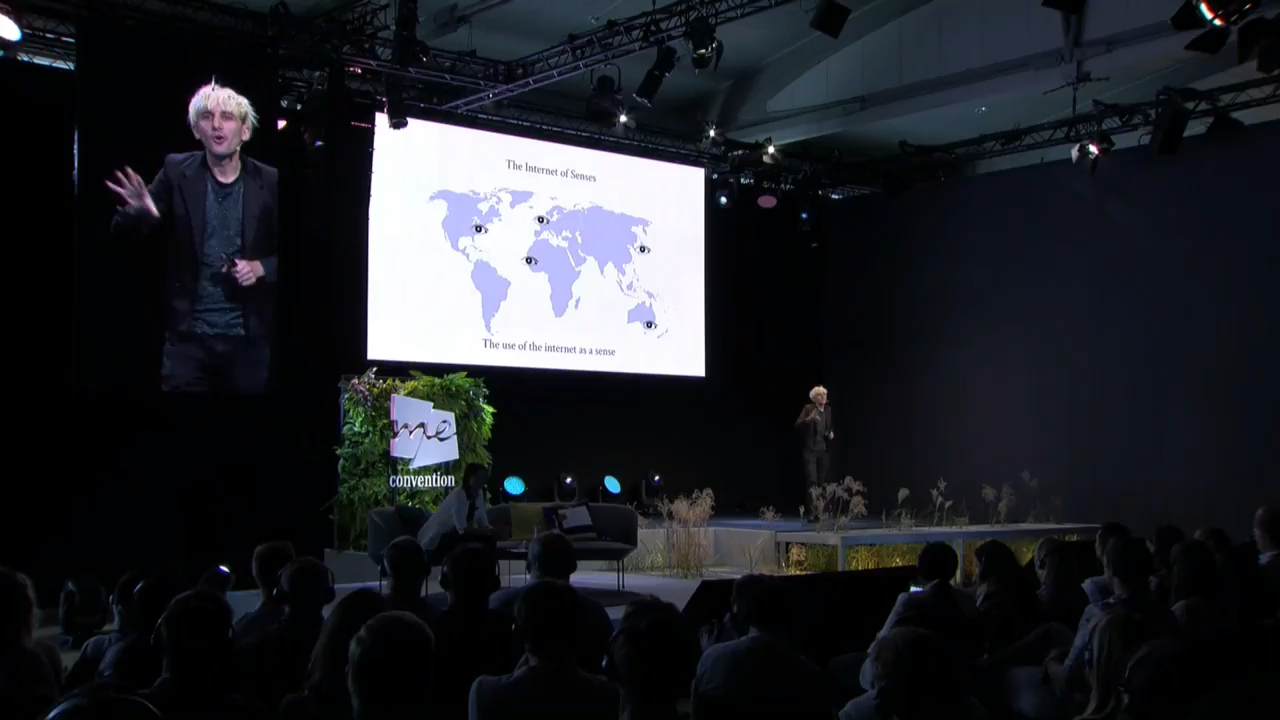 The Internet of Senses
The use of the internet as a sense
me
convention